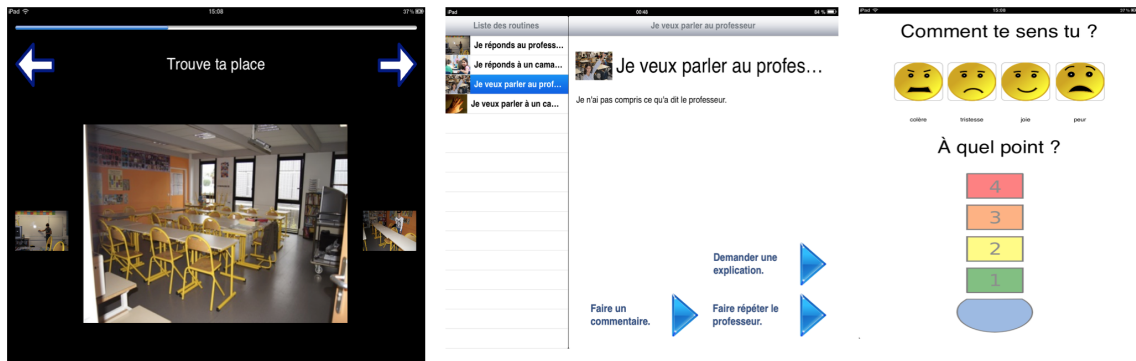 iPad 15:08 37%
Trouve ta place
iPad 00:48 84 %
Liste des routines
Je réponds au profess...
Je réponds à un cama...
Je veux parler au prof...
Je veux parler à un ca...
Je veux parler au professeur
Je veux parler au profes...
Je n'ai pas compris ce qu'a dit le professeur.
Demander une
explication.
Faire un
commentaire.
Faire répéter le
professeur.
iPad 15:08 37 %
Comment te sens tu ?
colère tristesse joie peur
À quel point ?
4
3
2
1